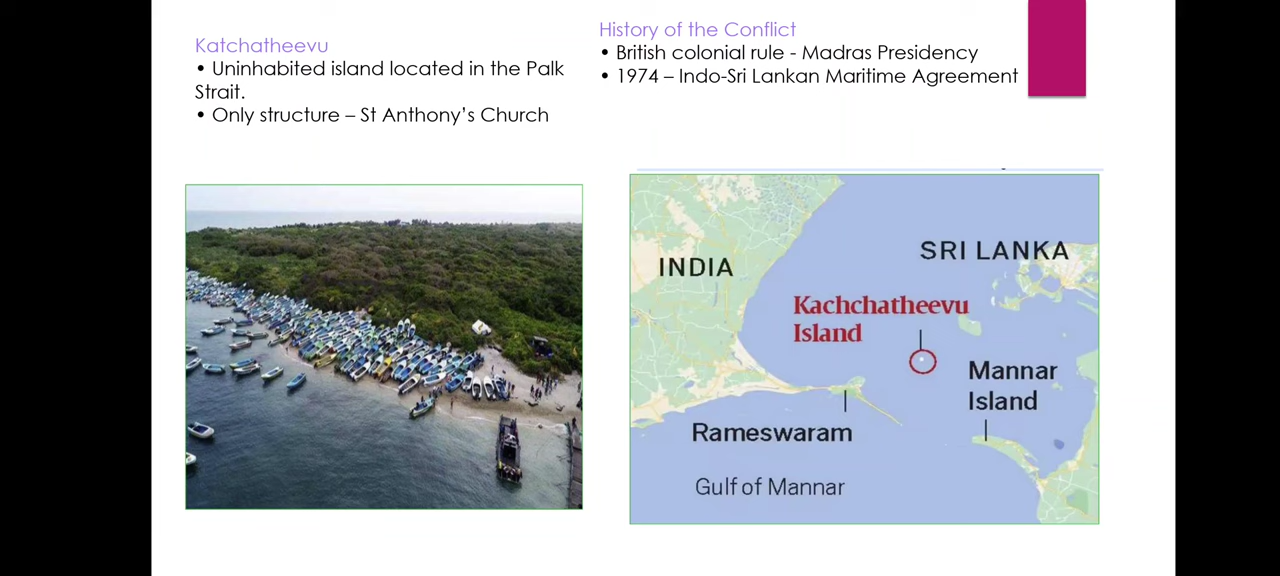 Katchatheevu
• Uninhabited island located in the Palk
Strait.
• Only structure – St Anthony’s Church
History of the Conflict
• British colonial rule - Madras Presidency
• 1974 – Indo-Sri Lankan Maritime Agreement
INDIA
SRI LANKA
Kachchatheevu
Island
Mannar
Island
Rameswaram
Gulf of Mannar